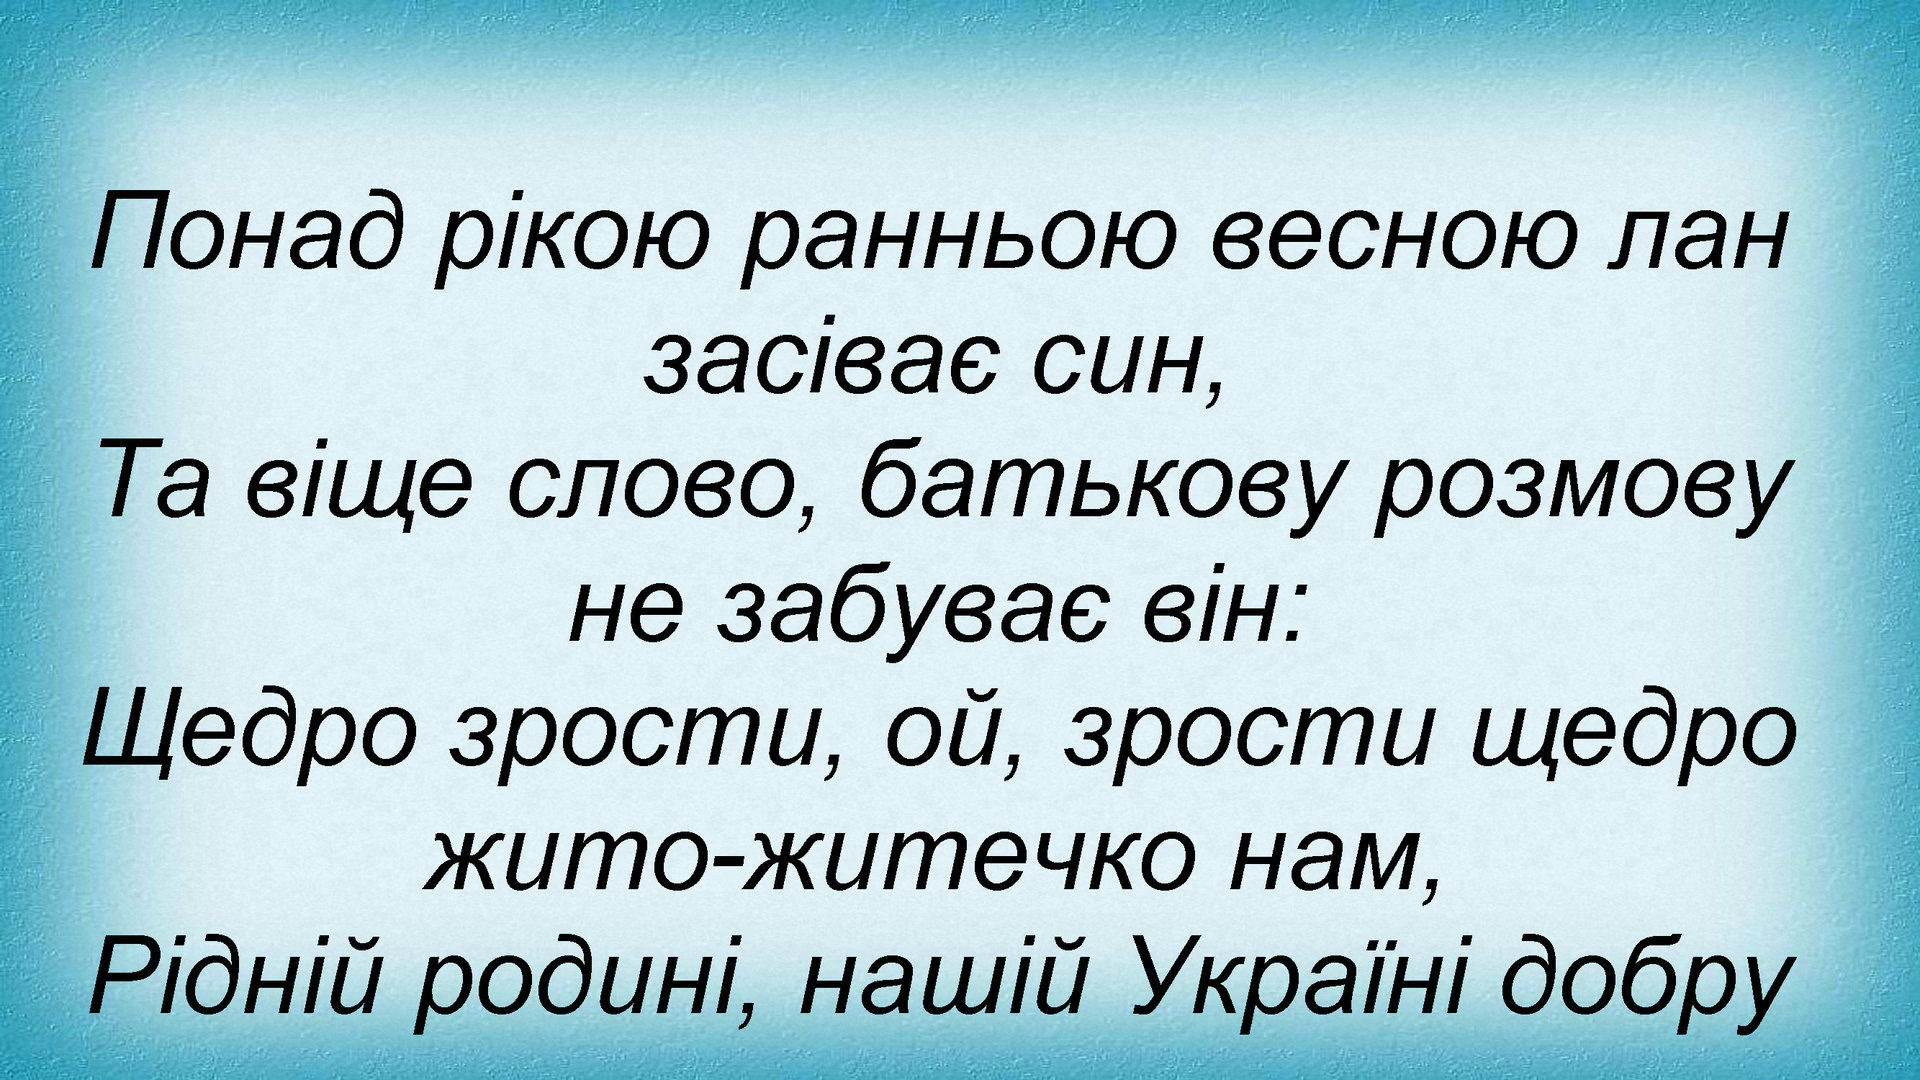 Понад рікою ранньою весною лан
засіває син,
Та віще слово, батькову розмову
не забуває він:
Щедро зрости, ой, зрости щедро
жито-житечко нам,
Рідній родині, нашій Україні добру